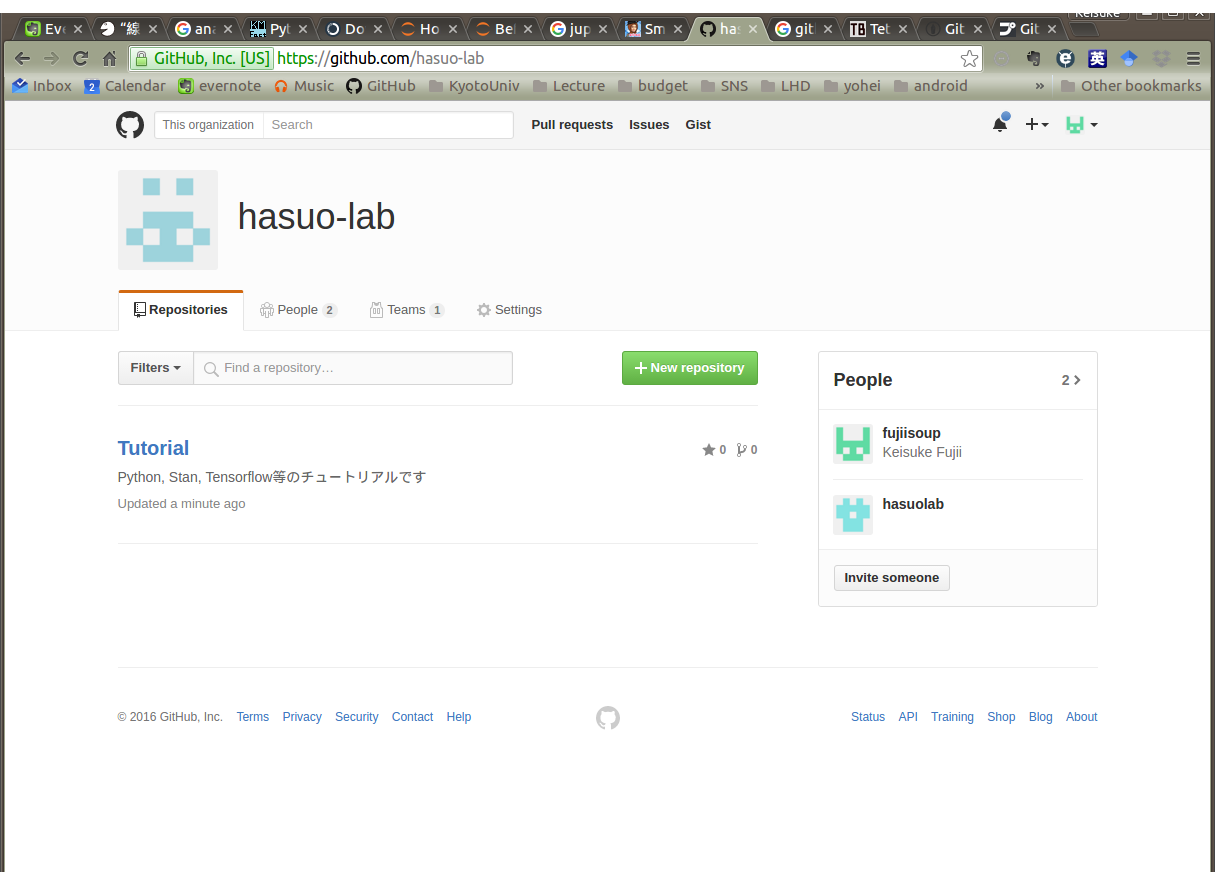 Keisuke
Eve “線 ana Pyt Do Ho Bel jup Sm has gitl Tet Git Git
GitHub, Inc. [US] https://github.com/hasuo-lab
Inbox Calendar evernote Music GitHub KyotoUniv Lecture budget SNS LHD yohei android » Other bookmarks
This organization Search Pull requests Issues Gist
hasuo-lab
Repositories People 2 Teams 1 Settings
Filters Find a repository… New repository
People 2
Tutorial 0 0
Python, Stan, Tensorflow等のチュートリアルです
Updated a minute ago
fujiisoup
Keisuke Fujii
hasuolab
Invite someone
© 2016 GitHub, Inc. Terms Privacy Security Contact Help Status API Training Shop Blog About